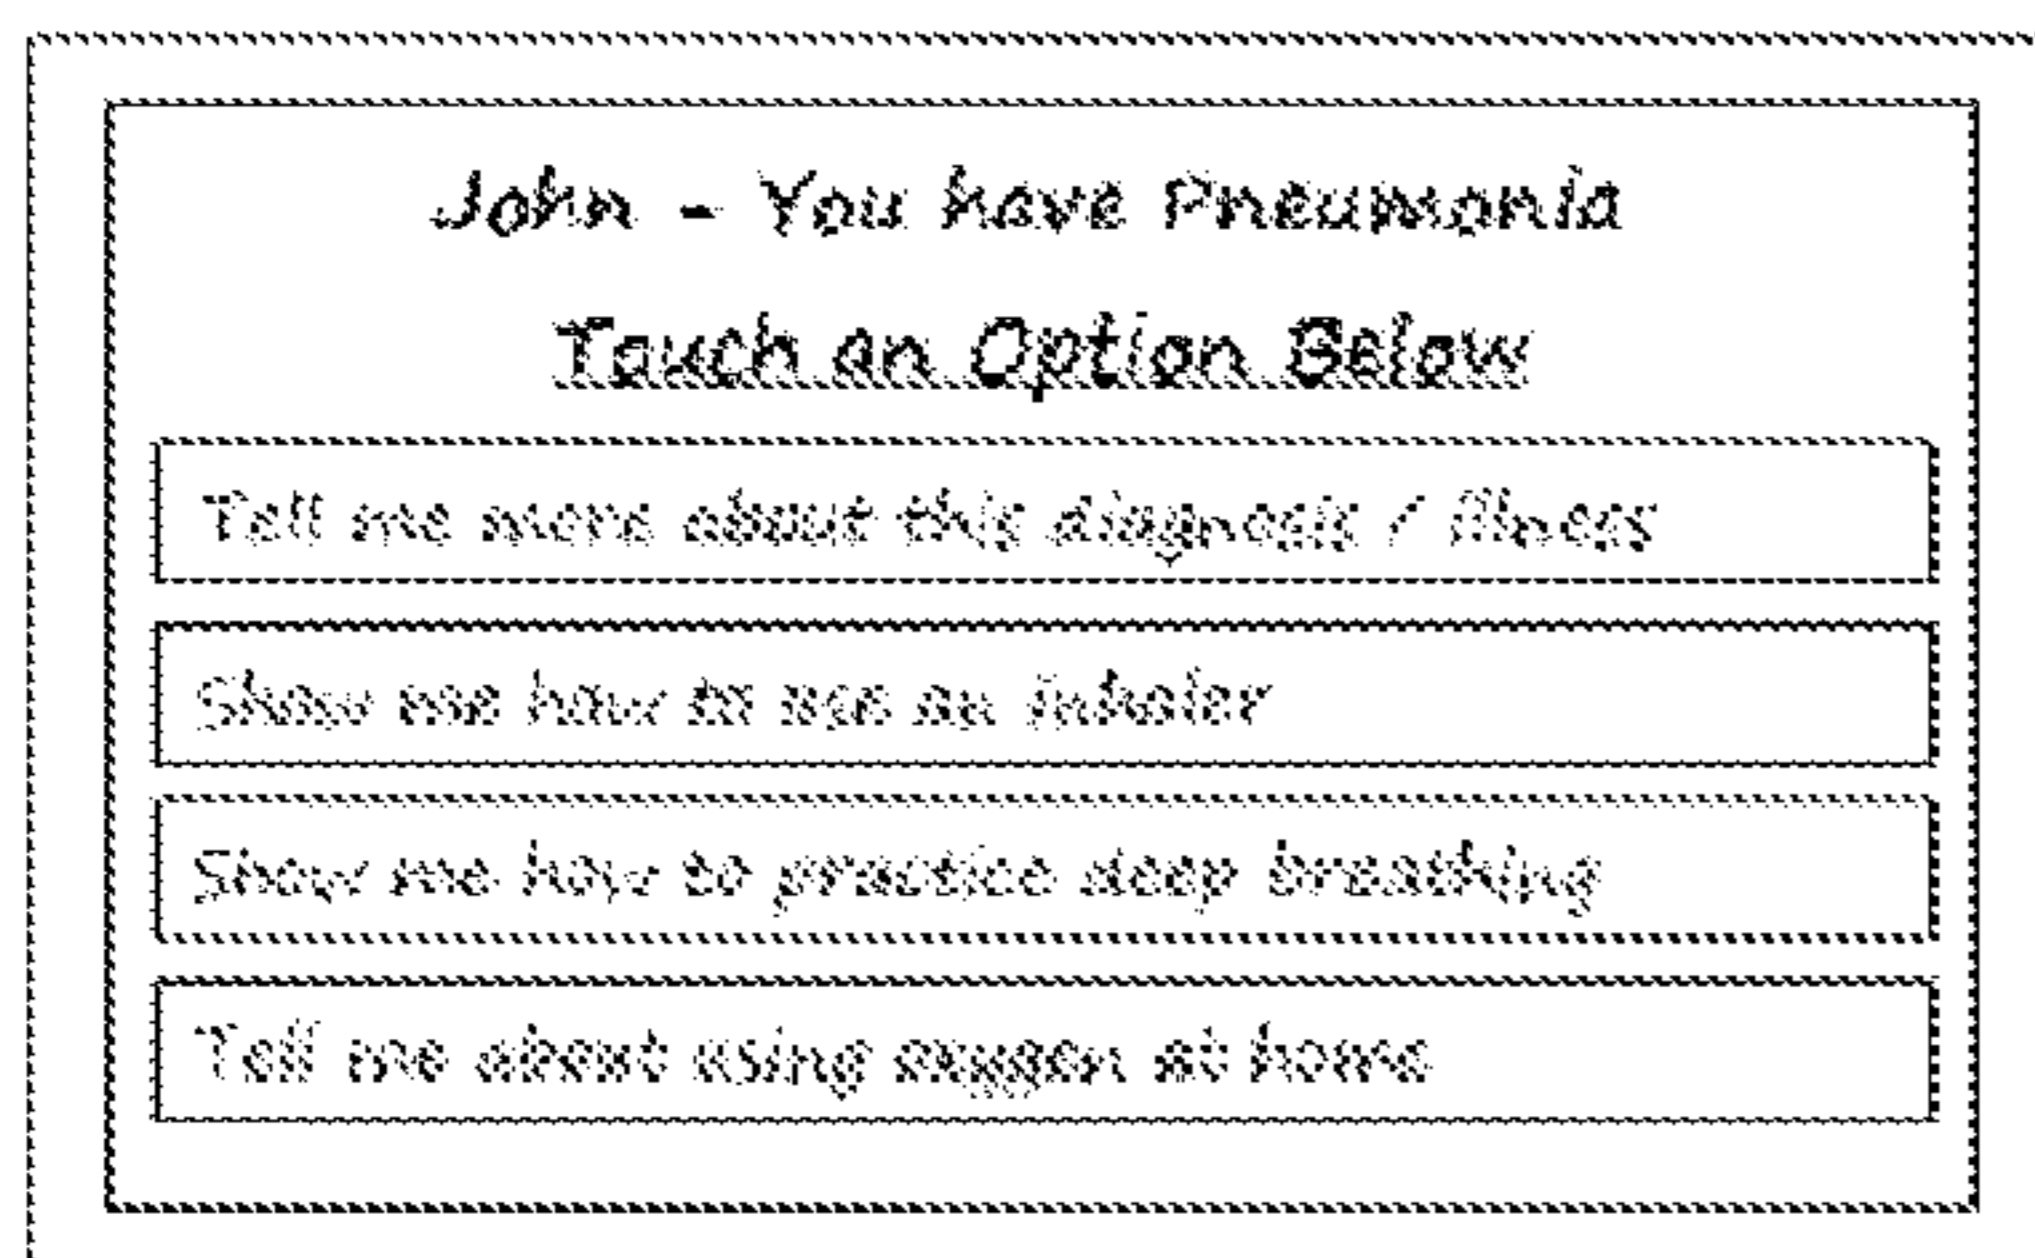 John - You have Pneumonia
Touch an Option Below
Tell me more about this diagnosis / illness
Show me how to use an inhaler
Show me how to practice deep breathing
Tell me about using oxygen at home